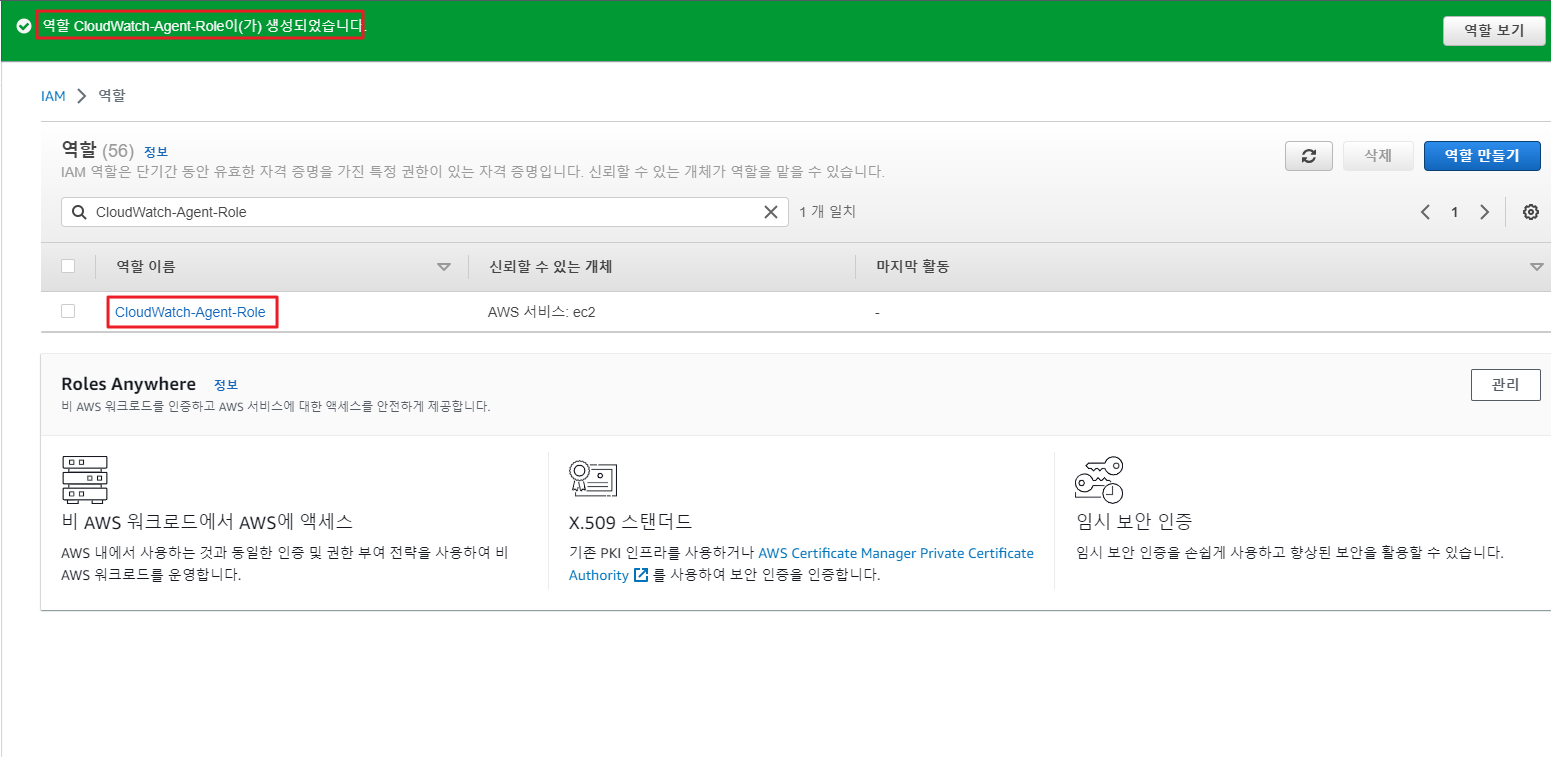 역할 CloudWatch-Agent-Role이(가) 생성되었습니다.
역할 보기
IAM > 역할
역할 (56) 정보
IAM 역할은 단기간 동안 유효한 자격 증명을 가진 특정 권한이 있는 자격 증명입니다. 신뢰할 수 있는 개체가 역할을 맡을 수 있습니다.
삭제
역할 만들기
CloudWatch-Agent-Role
1 개 일치
1
역할 이름 신뢰할 수 있는 개체 마지막 활동
CloudWatch-Agent-Role AWS 서비스: ec2 -
Roles Anywhere 정보
비 AWS 워크로드를 인증하고 AWS 서비스에 대한 액세스를 안전하게 제공합니다.
관리
비 AWS 워크로드에서 AWS에 액세스
AWS 내에서 사용하는 것과 동일한 인증 및 권한 부여 전략을 사용하여 비
AWS 워크로드를 운영합니다.
X.509 스탠더드
기존 PKI 인프라를 사용하거나 AWS Certificate Manager Private Certificate
Authority 를 사용하여 보안 인증을 인증합니다.
임시 보안 인증
임시 보안 인증을 손쉽게 사용하고 향상된 보안을 활용할 수 있습니다.